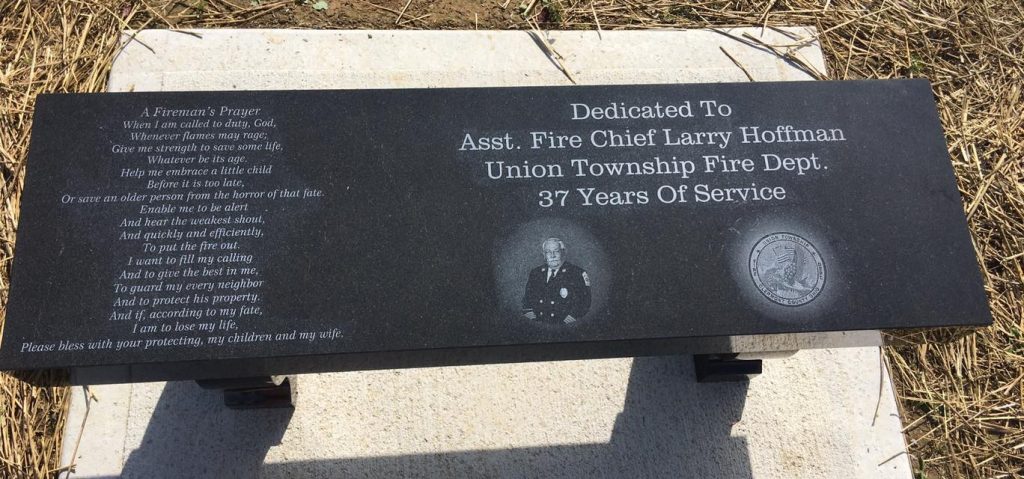 A Fireman's Prayer
When I am called to duty, God,
Whenever flames may rage;
Give me strength to save some life,
Whatever be its age.
Help me embrace a little child
Before it is too late,
Or save an older person from the horror of that fate.
Enable me to be alert
And hear the weakest shout,
And quickly and efficiently,
To put the fire out.
I want to fill my calling
And to give the best in me,
To guard my every neighbor
And to protect his property.
And if, according to my fate,
I am to lose my life,
Please bless with your protecting, my children and my wife.
Dedicated To
Asst. Fire Chief Larry Hoffman
Union Township Fire Dept.
37 Years Of Service
UNION TOWNSHIP
CLERMONT COUNTY